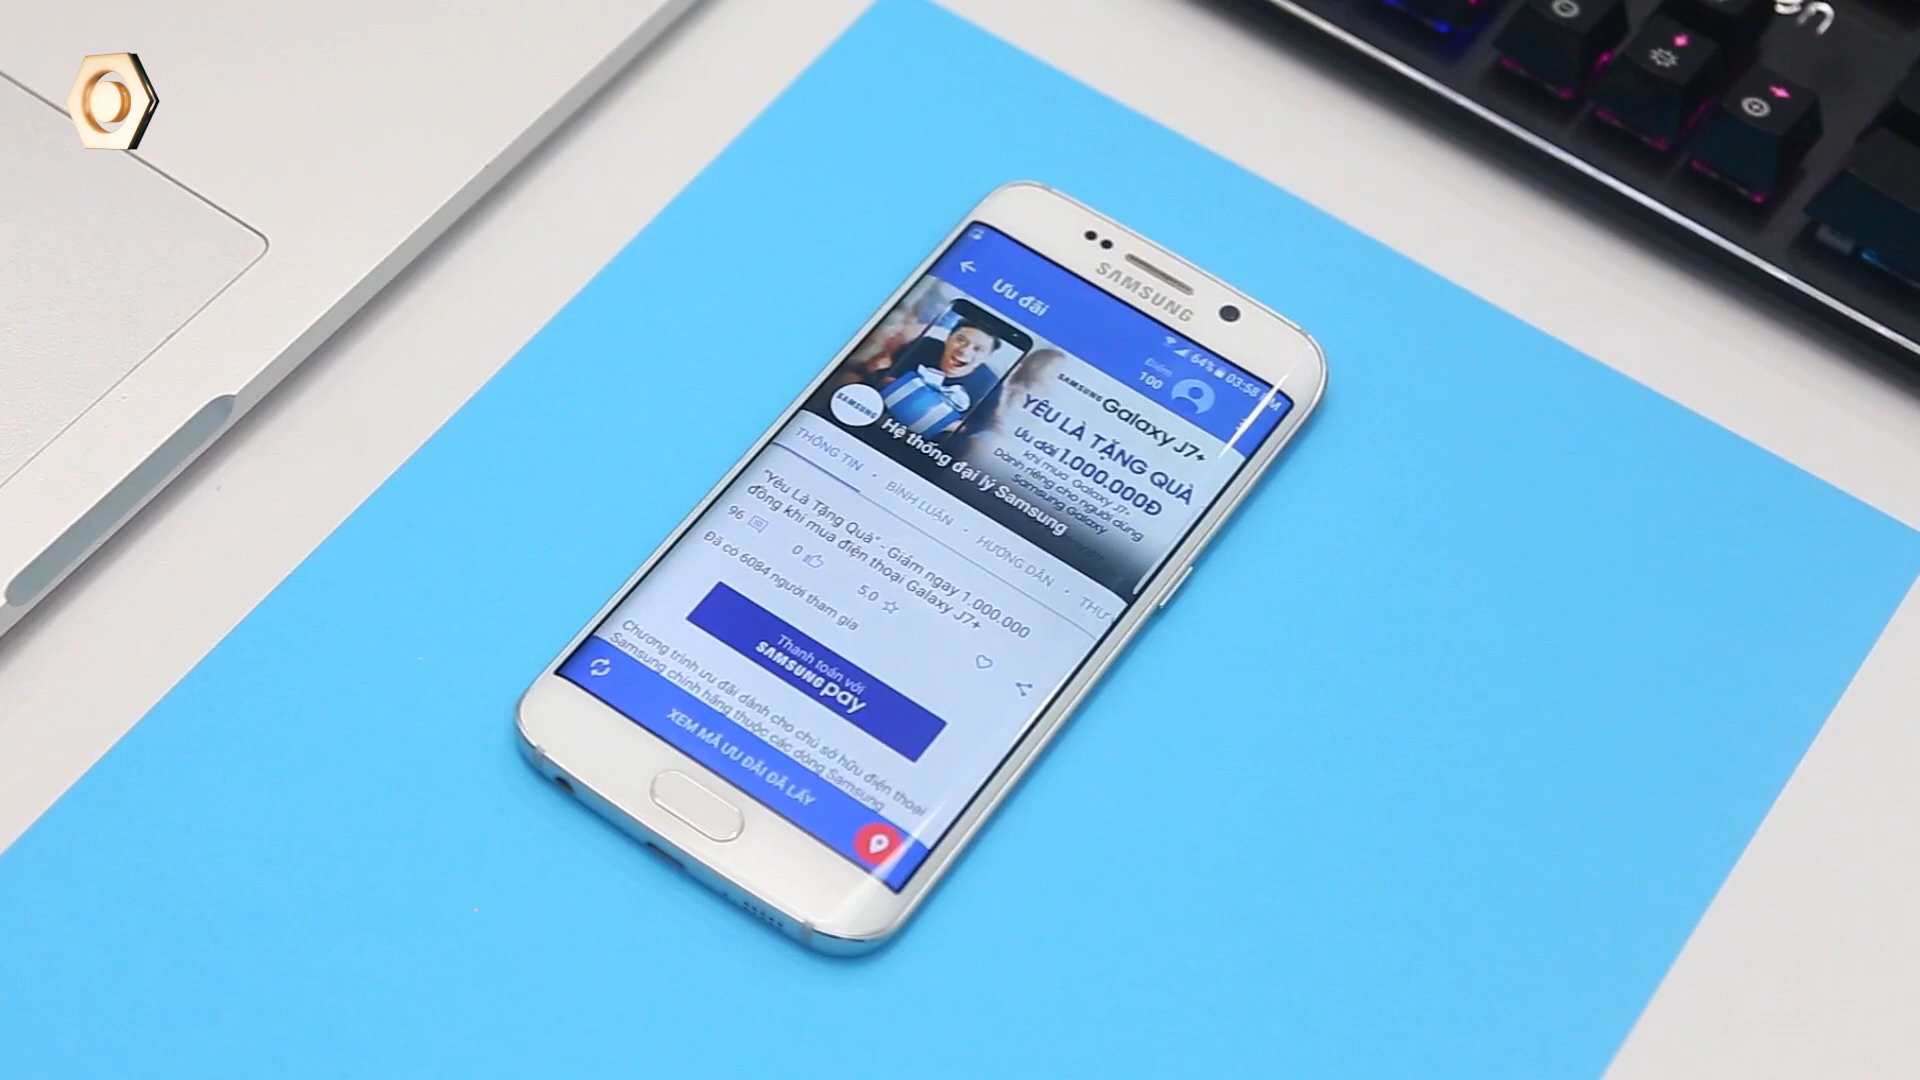 SAMSUNG
64% 03:58
Ưu đãi
Điểm
100
SAMSUNG Galaxy J7+
YÊU LÀ TẶNG QUÀ
Ưu đãi 1.000.000Đ
khi mua Galaxy J7+
Dành riêng cho người dùng
Samsung Galaxy
SAMSUNG
Hệ thống đại lý Samsung
THÔNG TIN
BÌNH LUẬN
HƯỚNG DẪN
THƯ
"Yêu Là Tặng Quà" - Giảm ngay 1.000.000
đồng khi mua điện thoại Galaxy J7+
96
0
5.0
Đã có 6084 người tham gia
Thanh toán với
SAMSUNG pay
Chương trình ưu đãi dành cho chủ sở hữu điện thoại
Samsung chính hãng thuộc các dòng Samsung
XEM MÃ ƯU ĐÃI ĐÃ LẤY